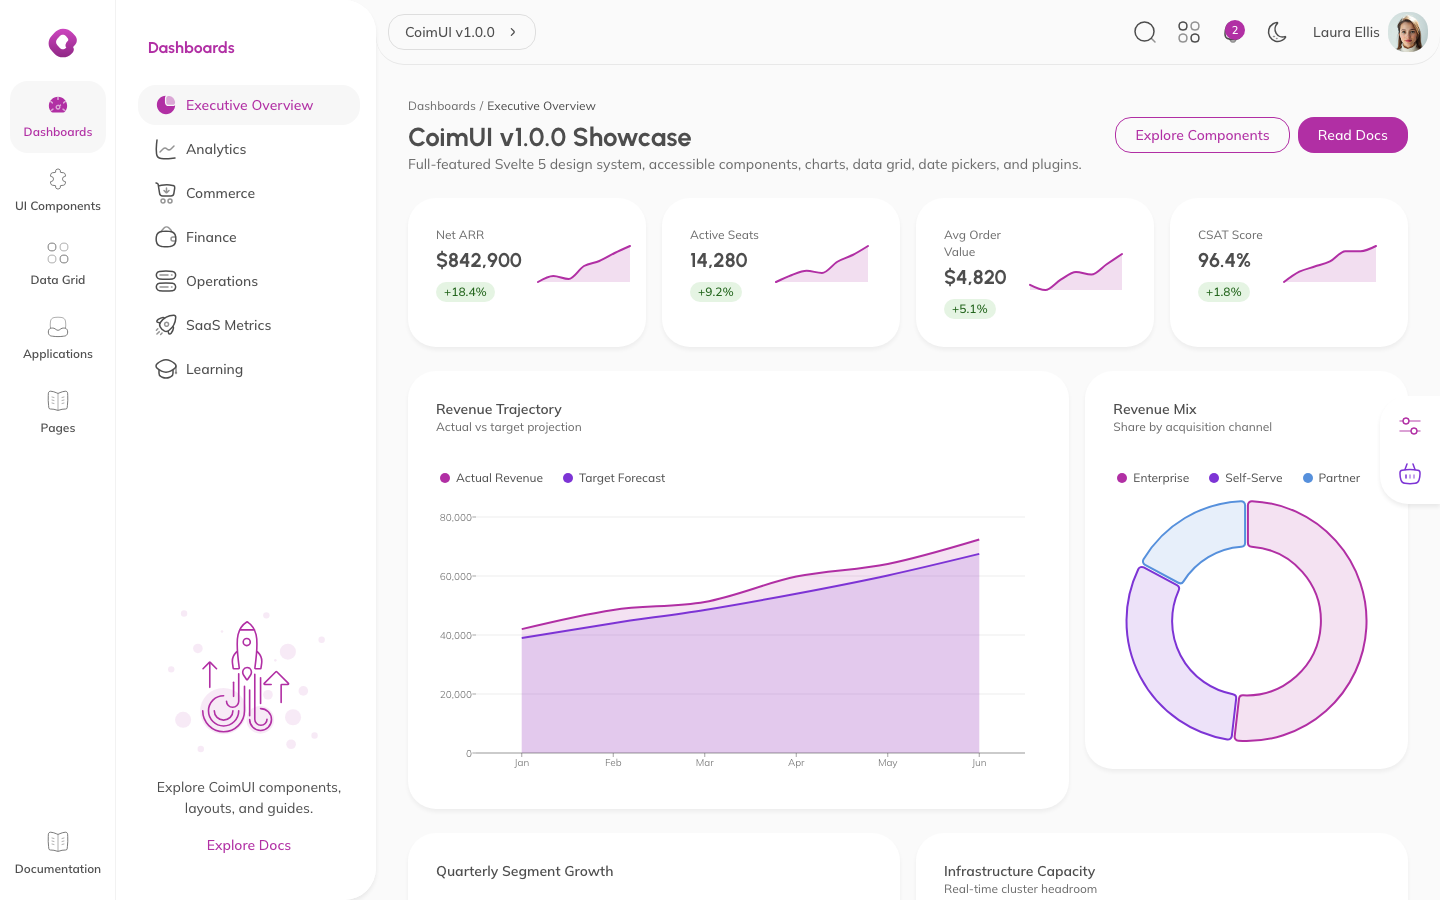 Dashboards
UI Components
Data Grid
Applications
Pages
Documentation
Dashboards
Executive Overview
Analytics
Commerce
Finance
Operations
SaaS Metrics
Learning
Explore CoimUI components,
layouts, and guides.
Explore Docs
CoimUI v1.0.0
2
Laura Ellis
Dashboards / Executive Overview
CoimUI v1.0.0 Showcase
Full-featured Svelte 5 design system, accessible components, charts, data grid, date pickers, and plugins.
Explore Components
Read Docs
Net ARR
$842,900
+18.4%
Active Seats
14,280
+9.2%
Avg Order
Value
$4,820
+5.1%
CSAT Score
96.4%
+1.8%
Revenue Trajectory
Actual vs target projection
Actual Revenue
Target Forecast
80,000
60,000
40,000
20,000
0
Jan
Feb
Mar
Apr
May
Jun
Revenue Mix
Share by acquisition channel
Enterprise
Self-Serve
Partner
Quarterly Segment Growth
Infrastructure Capacity
Real-time cluster headroom